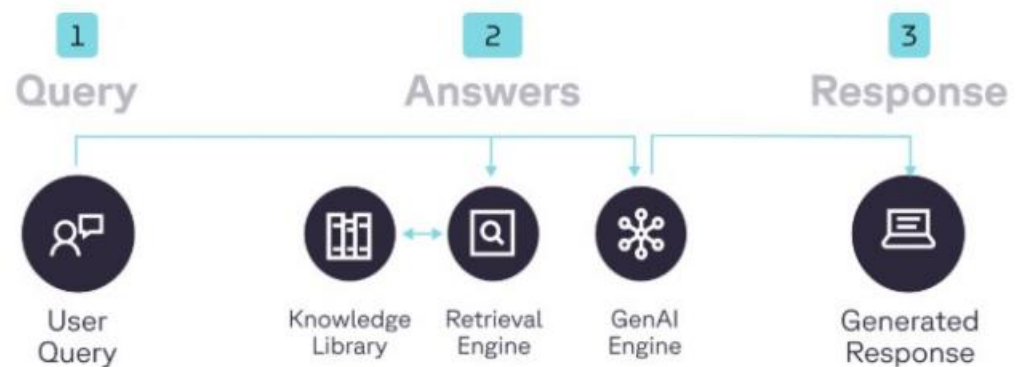 1
Query
2
Answers
3
Response
User
Query
Knowledge
Library
Retrieval
Engine
GenAI
Engine
Generated
Response